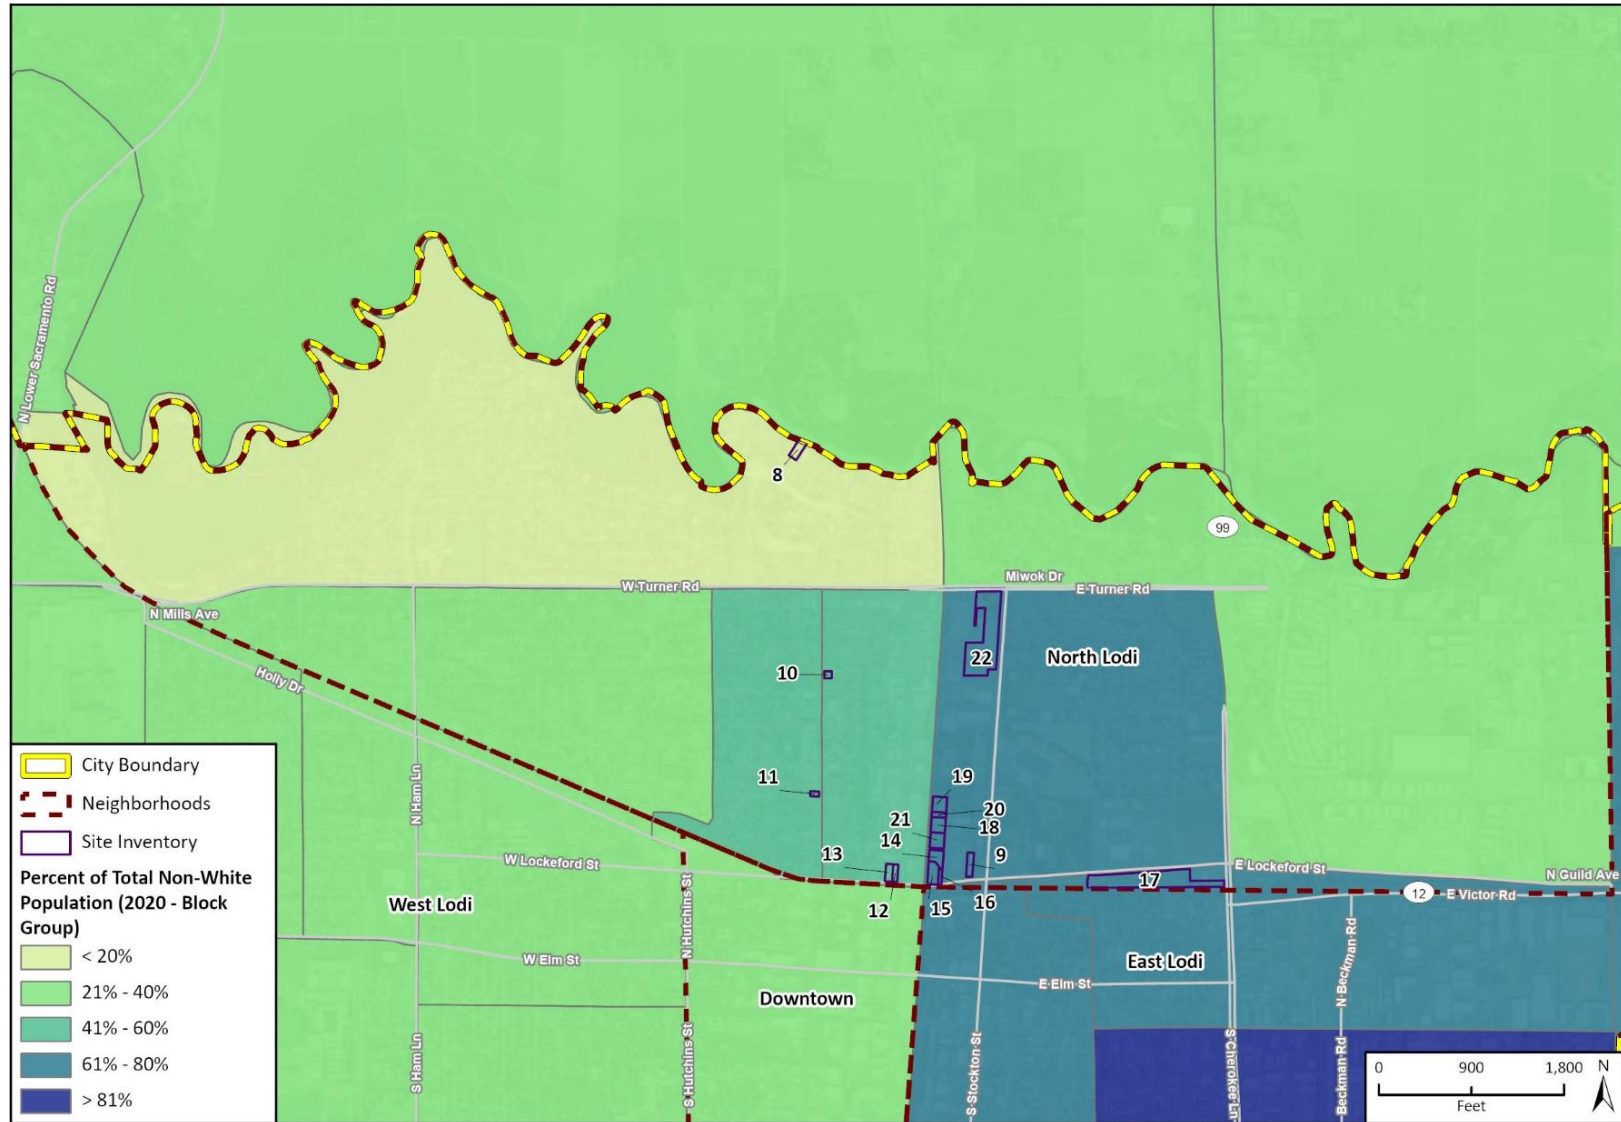 N Lower Sacramento Rd
8
99
W Turner Rd
Miwok Dr
E Turner Rd
N Mills Ave
Holly Dr
10
22
North Lodi
11
19
20
21
18
14
13
9
N Ham Ln
W Lockeford St
E Lockeford St
17
N Guild Ave
12
E Victor Rd
12
15
16
West Lodi
N Hutchins St
W Elm St
East Lodi
E Elm St
N Beckman Rd
Downtown
S Ham Ln
S Hutchins St
S Stockton St
S Cherokee Ln
Beckman Rd
City Boundary
Neighborhoods
Site Inventory
Percent of Total Non-White
Population (2020 - Block
Group)
< 20%
21% - 40%
41% - 60%
61% - 80%
> 81%
0 900 1,800
Feet
N